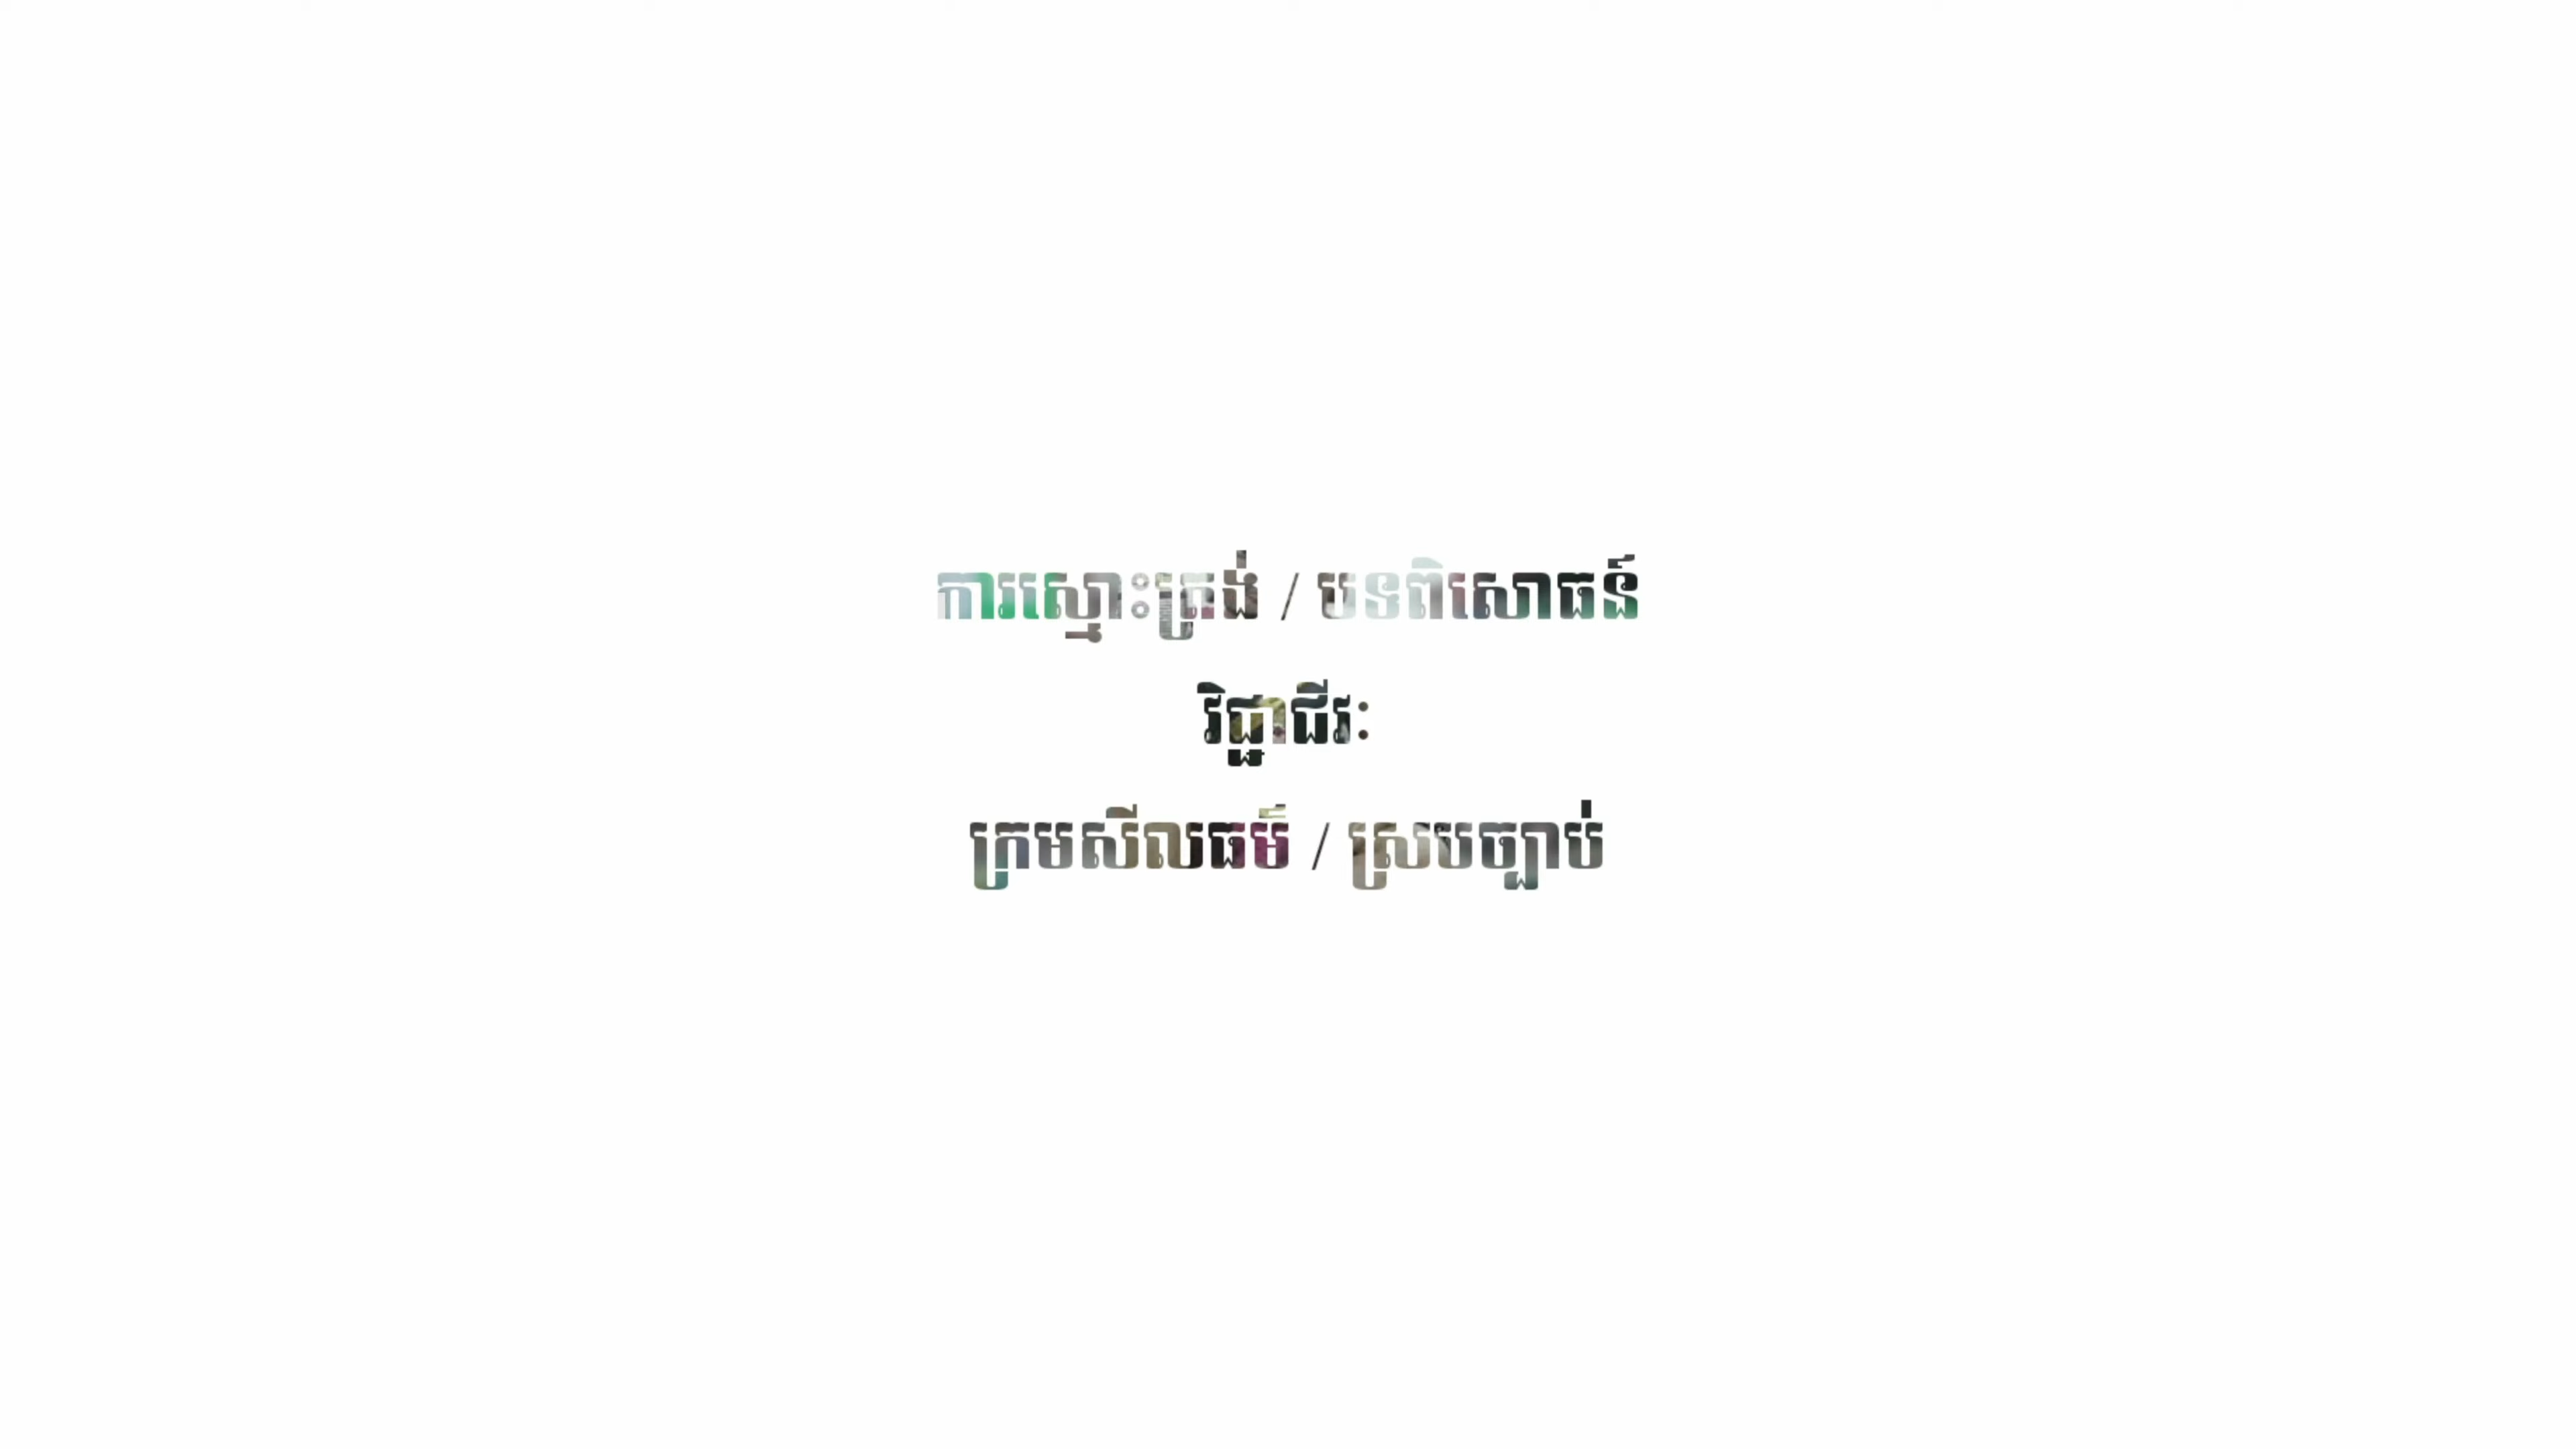 ការស្មោះត្រង់ / បទពិសោធន៍
វិជ្ជាជីវៈ
ក្រមសីលធម៌ / ស្របច្បាប់